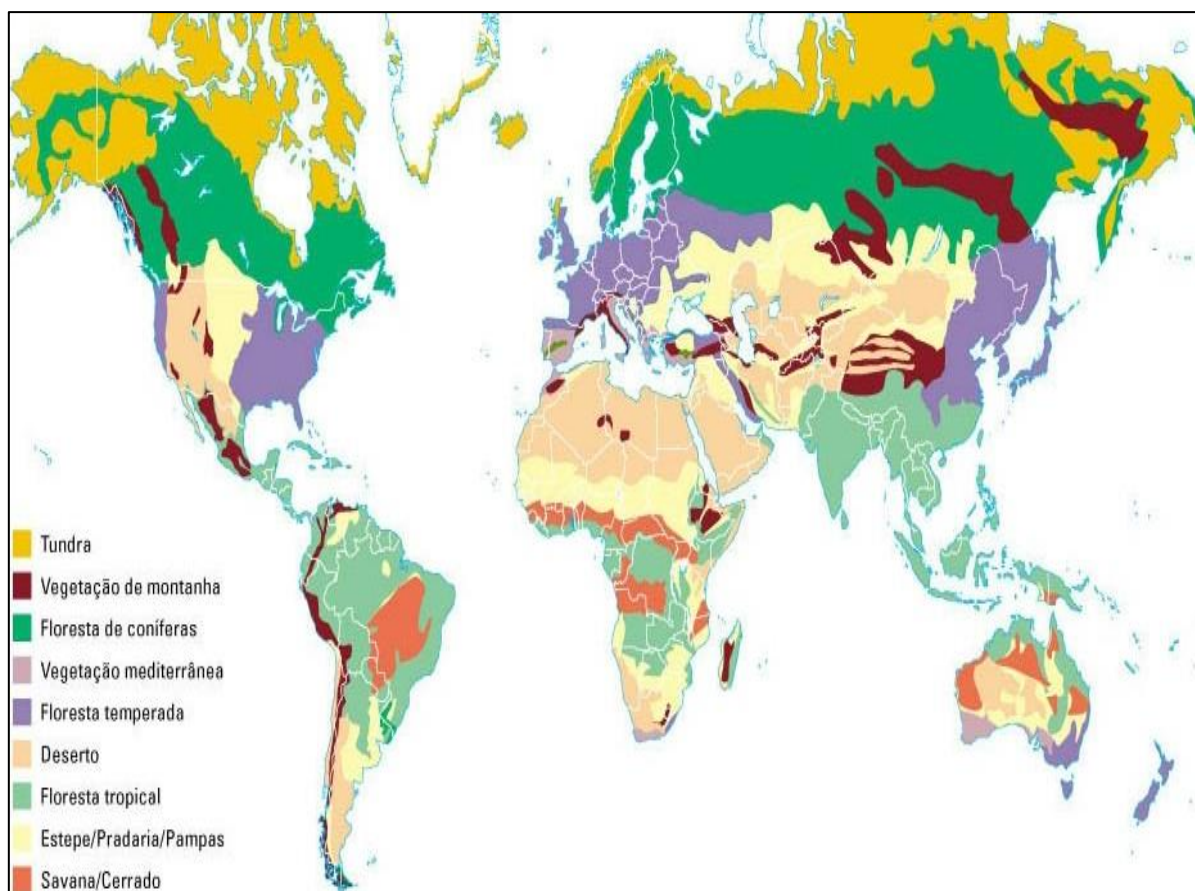 Tundra
Vegetação de montanha
Floresta de coníferas
Vegetação mediterrânea
Floresta temperada
Deserto
Floresta tropical
Estepe/Pradaria/Pampas
Savana/Cerrado